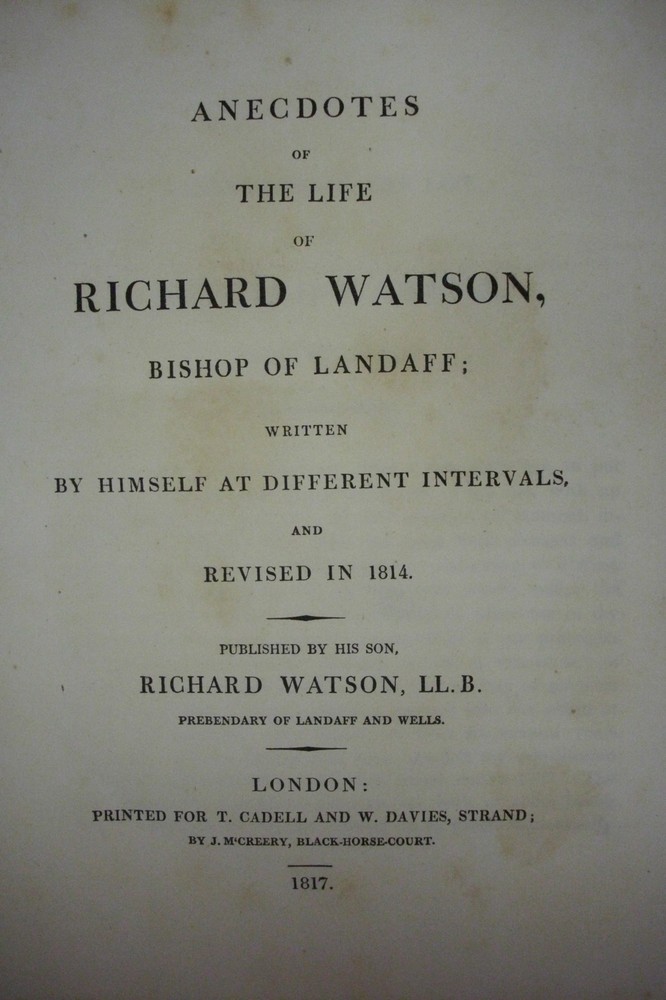 ANECDOTES
OF
THE LIFE
OF
RICHARD WATSON,
BISHOP OF LANDAFF;
WRITTEN
BY HIMSELF AT DIFFERENT INTERVALS,
AND
REVISED IN 1814.
PUBLISHED BY HIS SON,
RICHARD WATSON, LL.B.
PREBENDARY OF LANDAFF AND WELLS.
LONDON:
PRINTED FOR T. CADELL AND W. DAVIES, STRAND;
BY J. M‘CREERY, BLACK-HORSE-COURT.
1817.